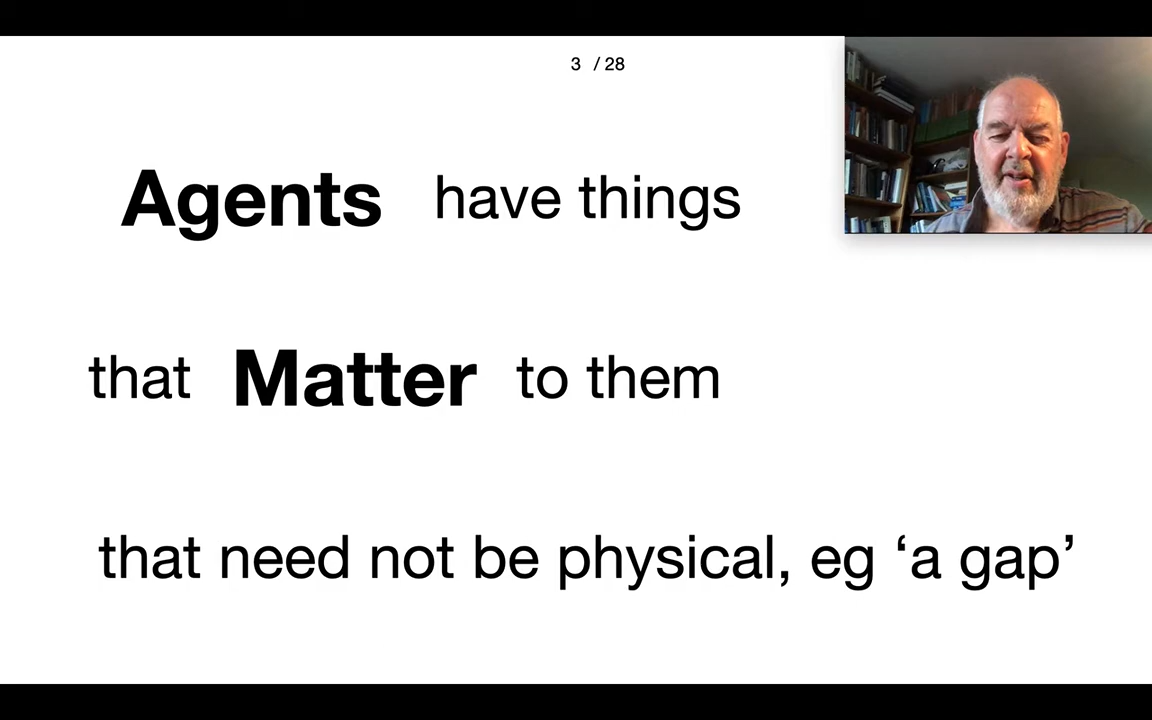 3 / 28
Agents have things
that Matter to them
that need not be physical, eg ‘a gap’